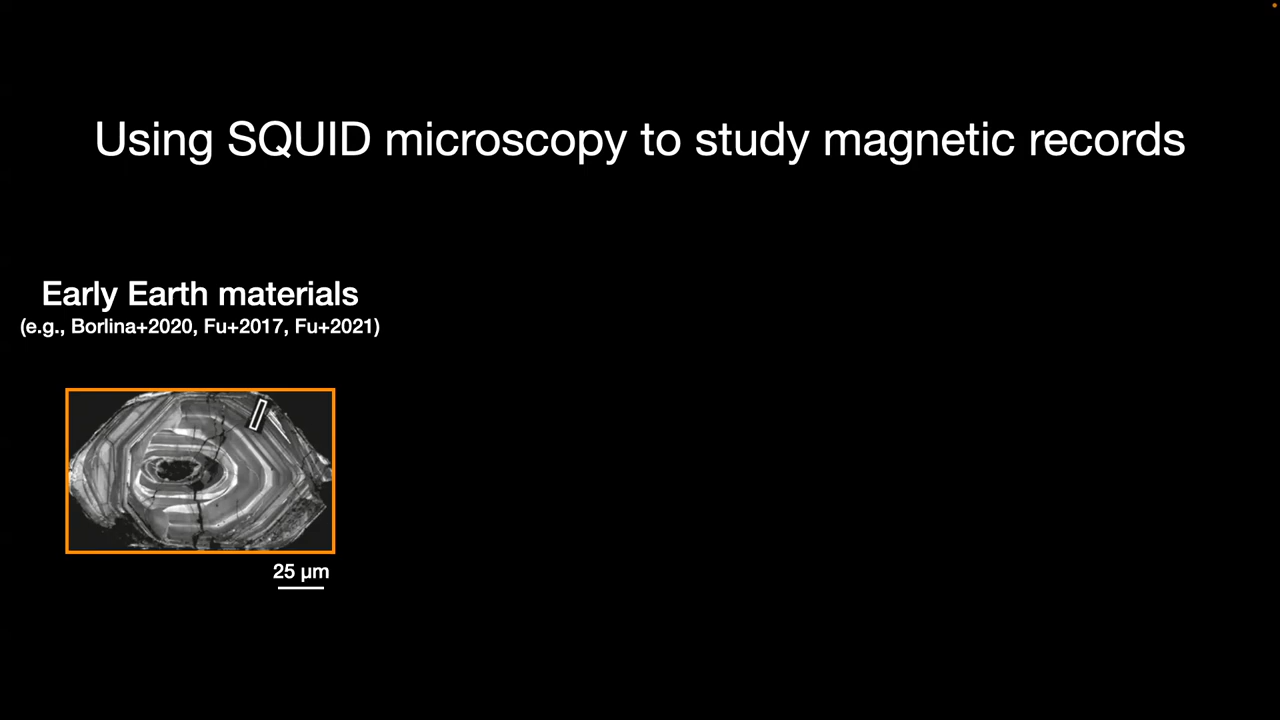 Using SQUID microscopy to study magnetic records
Early Earth materials
(e.g., Borlina+2020, Fu+2017, Fu+2021)
25 μm